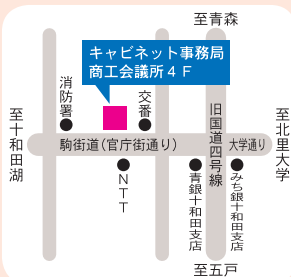 至青森
キャビネット事務局
商工会議所４Ｆ
消防署
交番
旧国道四号線
至十和田湖
駒街道(官庁街通り)
大学通り
至北里大学
ＮＴＴ
青銀十和田支店
みち銀十和田支店
至五戸